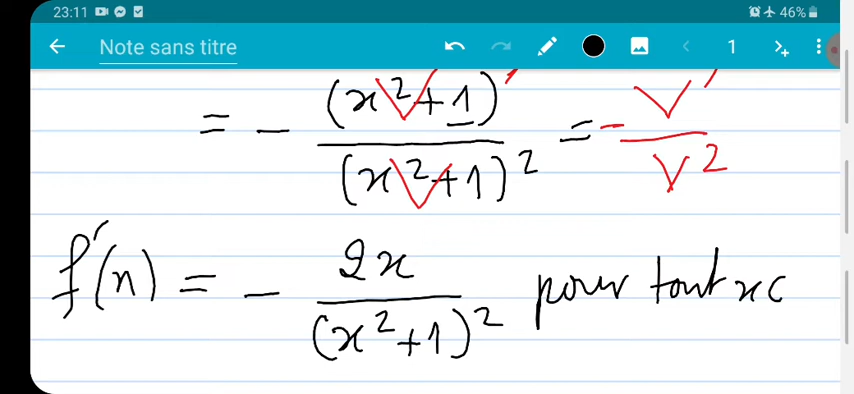 23:11 46%
Note sans titre 1
= - (x²+1)' / (x²+1)² = - V' / V²
V
V
f'(n) = - 2x / (x²+1)² pour tout x